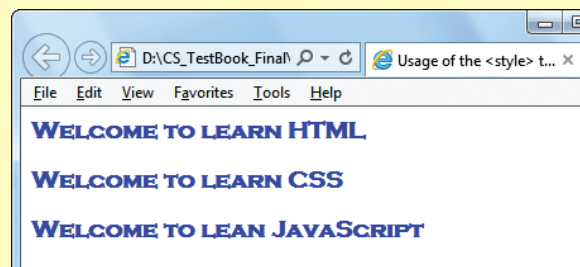 D:\CS_TestBook_Final\
Usage of the <style> t...
File Edit View Favorites Tools Help
Welcome to learn HTML
Welcome to learn CSS
Welcome to lean JavaScript